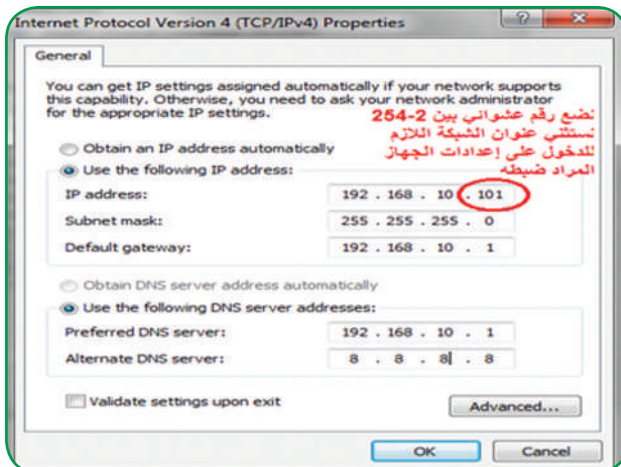 Internet Protocol Version 4 (TCP/IPv4) Properties
General
You can get IP settings assigned automatically if your network supports
this capability. Otherwise, you need to ask your network administrator
for the appropriate IP settings.
نضع رقم عشوائي بين 2-254
نستثني عنوان الشبكة اللازم
للدخول على إعدادات الجهاز
المراد ضبطه
Obtain an IP address automatically
Use the following IP address:
IP address: 192 . 168 . 10 . 101
Subnet mask: 255 . 255 . 255 . 0
Default gateway: 192 . 168 . 10 . 1
Obtain DNS server address automatically
Use the following DNS server addresses:
Preferred DNS server: 192 . 168 . 10 . 1
Alternate DNS server: 8 . 8 . 8 . 8
Validate settings upon exit
Advanced...
OK
Cancel